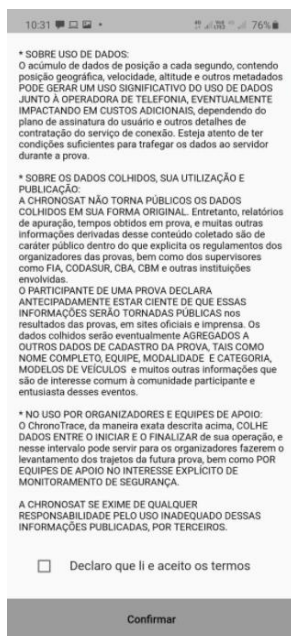 10:31
76%
* SOBRE USO DE DADOS:
O acúmulo de dados de posição a cada segundo, contendo
posição geográfica, velocidade, altitude e outros metadados
PODE GERAR UM USO SIGNIFICATIVO DO USO DE DADOS
JUNTO À OPERADORA DE TELEFONIA, EVENTUALMENTE
IMPACTANDO EM CUSTOS ADICIONAIS, dependendo do
plano de assinatura do usuário e outros detalhes de
contratação do serviço de conexão. Esteja atento de ter
condições suficientes para trafegar os dados ao servidor
durante a prova.
* SOBRE OS DADOS COLHIDOS, SUA UTILIZAÇÃO E
PUBLICAÇÃO:
A CHRONOSAT NÃO TORNA PÚBLICOS OS DADOS
COLHIDOS EM SUA FORMA ORIGINAL. Entretanto, relatórios
de apuração, tempos obtidos em prova, e muitas outras
informações derivadas desse conteúdo coletado são de
caráter público dentro do que explicita os regulamentos dos
organizadores das provas, bem como dos supervisores
como FIA, CODASUR, CBA, CBM e outras instituições
envolvidas.
O PARTICIPANTE DE UMA PROVA DECLARA
ANTECIPADAMENTE ESTAR CIENTE DE QUE ESSAS
INFORMAÇÕES SERÃO TORNADAS PÚBLICAS nos
resultados das provas, em sites oficiais e imprensa. Os
dados colhidos serão eventualmente AGREGADOS A
OUTROS DADOS DE CADASTRO DA PROVA, TAIS COMO
NOME COMPLETO, EQUIPE, MODALIDADE E CATEGORIA,
MODELOS DE VEÍCULOS e muitos outras informações que
são de interesse comum à comunidade participante e
entusiasta desses eventos.
* NO USO POR ORGANIZADORES E EQUIPES DE APOIO:
O ChronoTrace, da maneira exata descrita acima, COLHE
DADOS ENTRE O INICIAR E O FINALIZAR de sua operação, e
nesse intervalo pode servir para os organizadores fazerem o
levantamento dos trajetos da futura prova, bem como POR
EQUIPES DE APOIO NO INTERESSE EXPLÍCITO DE
MONITORAMENTO DE SEGURANÇA.
A CHRONOSAT SE EXIME DE QUALQUER
RESPONSABILIDADE PELO USO INADEQUADO DESSAS
INFORMAÇÕES PUBLICADAS, POR TERCEIROS.
Declaro que li e aceito os termos
Confirmar